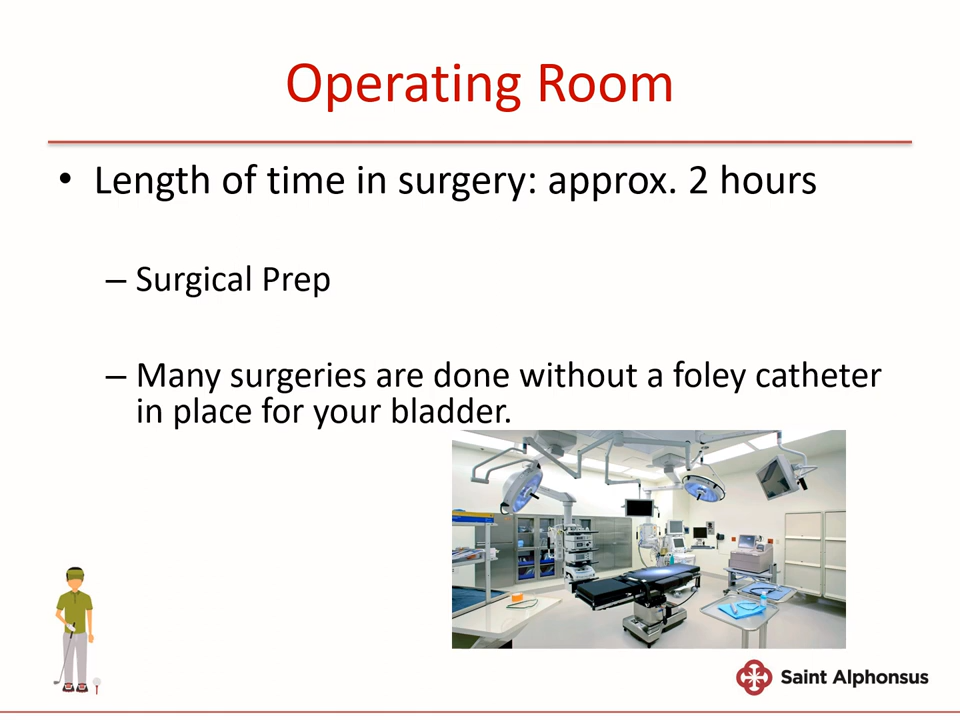 Operating Room
• Length of time in surgery: approx. 2 hours
– Surgical Prep
– Many surgeries are done without a foley catheter
in place for your bladder.
Saint Alphonsus